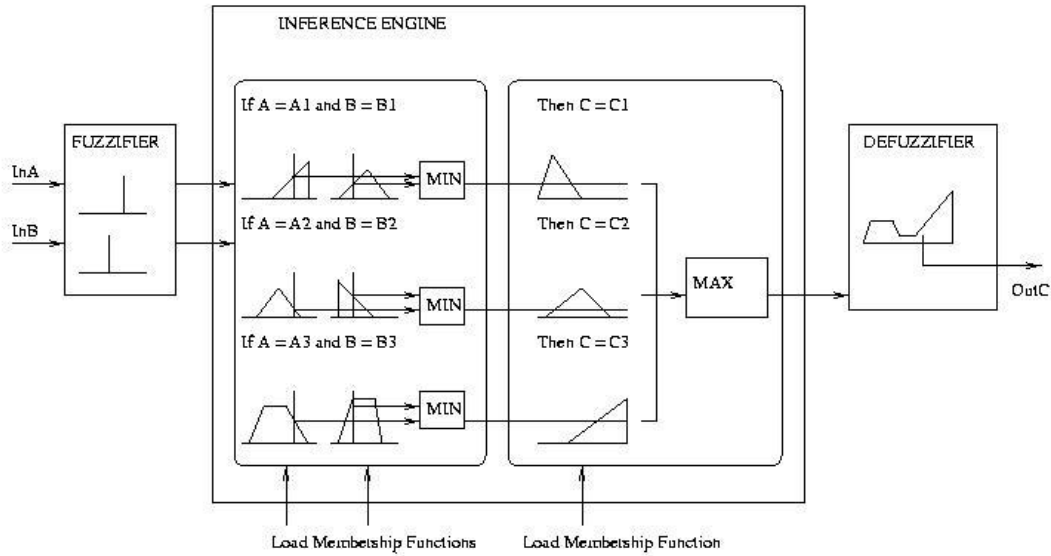 INFERENCE ENGINE
If A = A1 and B = B1
Then C = C1
FUZZIFIER
DEFUZZIFIER
InA
MIN
If A = A2 and B = B2
Then C = C2
InB
MAX
OutC
MIN
If A = A3 and B = B3
Then C = C3
MIN
Load Membership Functions
Load Membership Function